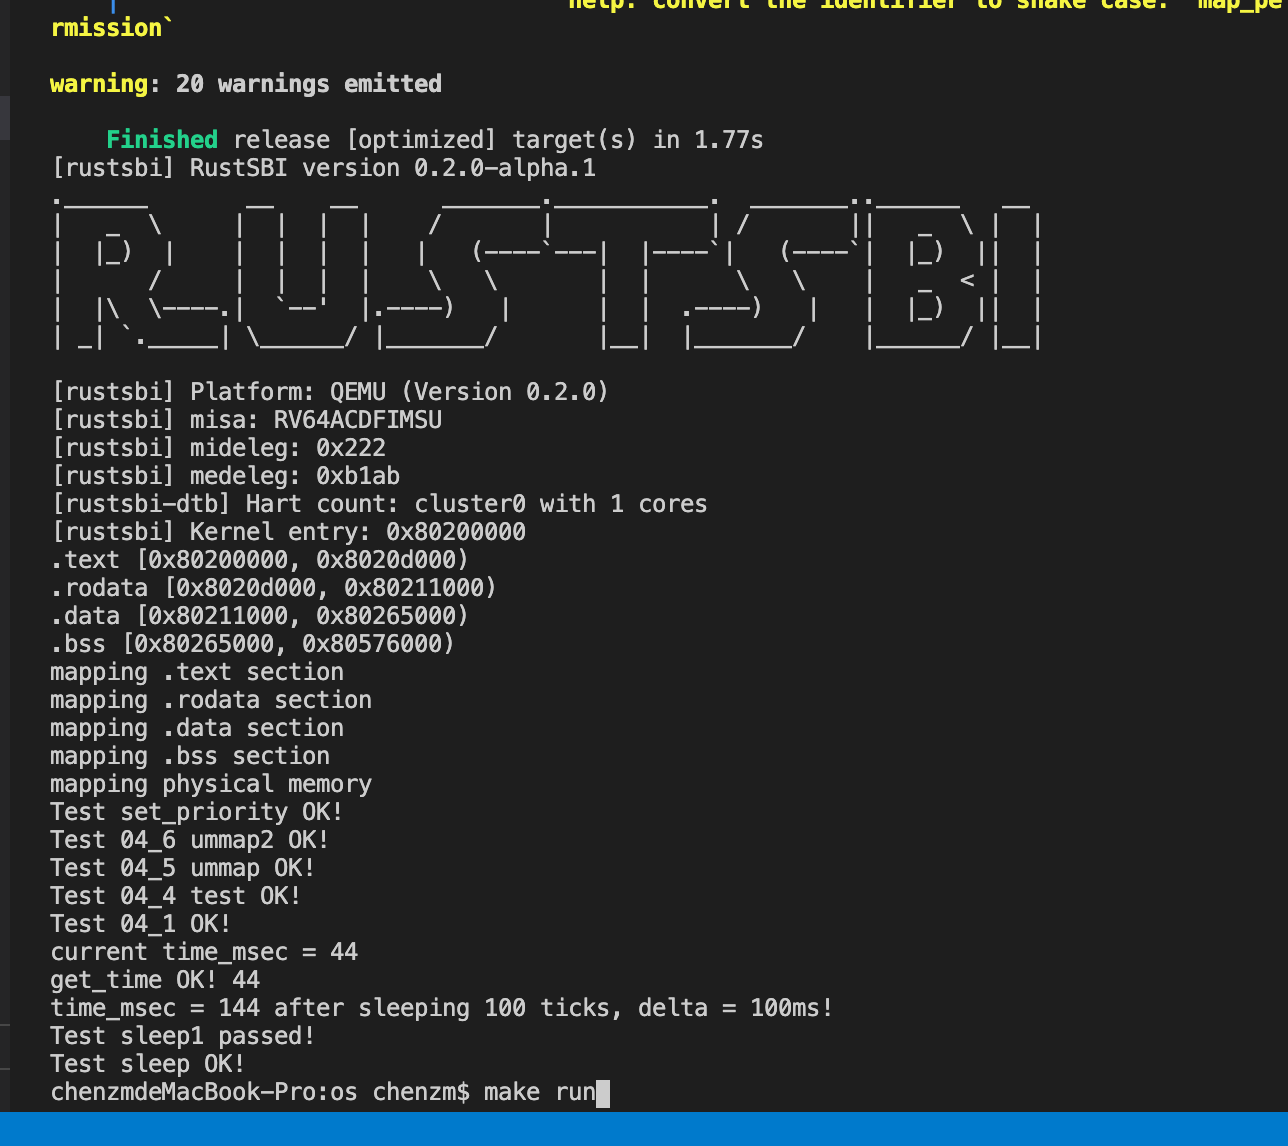 help: convert the identifier to snake case: `map_pe
rmission`
warning: 20 warnings emitted
Finished release [optimized] target(s) in 1.77s
[rustsbi] RustSBI version 0.2.0-alpha.1
.______       __    __      _______.___________.  _______..______   __
|   _  \     |  |  |  |    /       |           | /       ||   _  \ |  |
|  |_)  |    |  |  |  |   |   (----`---|  |----`|   (----`|  |_)  ||  |
|      /     |  |  |  |    \   \       |  |      \   \    |   _  < |  |
|  |\  \----.|  `--'  |.----)   |      |  |  .----)   |   |  |_)  ||  |
| _| `._____| \______/ |_______/       |__|  |_______/    |______/ |__|
[rustsbi] Platform: QEMU (Version 0.2.0)
[rustsbi] misa: RV64ACDFIMSU
[rustsbi] mideleg: 0x222
[rustsbi] medeleg: 0xb1ab
[rustsbi-dtb] Hart count: cluster0 with 1 cores
[rustsbi] Kernel entry: 0x80200000
.text [0x80200000, 0x8020d000)
.rodata [0x8020d000, 0x80211000)
.data [0x80211000, 0x80265000)
.bss [0x80265000, 0x80576000)
mapping .text section
mapping .rodata section
mapping .data section
mapping .bss section
mapping physical memory
Test set_priority OK!
Test 04_6 ummap2 OK!
Test 04_5 ummap OK!
Test 04_4 test OK!
Test 04_1 OK!
current time_msec = 44
get_time OK! 44
time_msec = 144 after sleeping 100 ticks, delta = 100ms!
Test sleep1 passed!
Test sleep OK!
chenzmdeMacBook-Pro:os chenzm$ make run